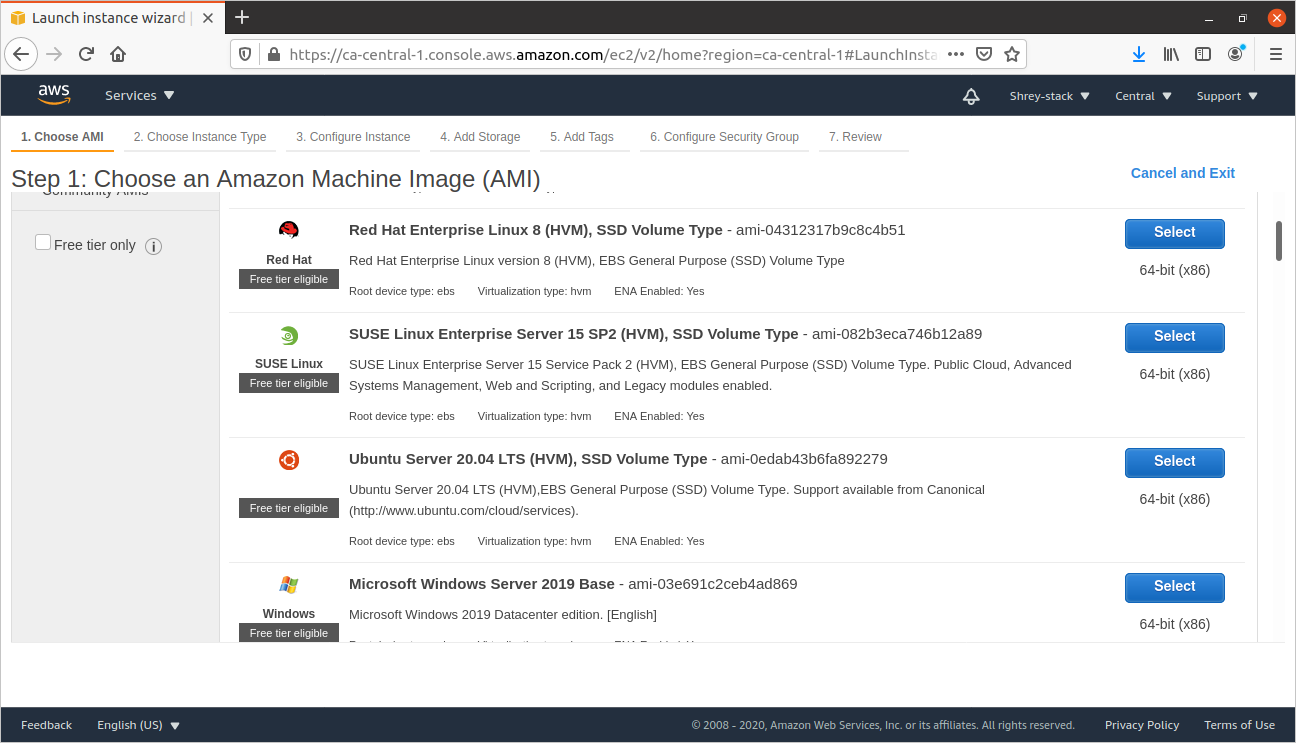 Launch instance wizard
https://ca-central-1.console.aws.amazon.com/ec2/v2/home?region=ca-central-1#LaunchInsta
aws Services Shrey-stack Central Support
1. Choose AMI 2. Choose Instance Type 3. Configure Instance 4. Add Storage 5. Add Tags 6. Configure Security Group 7. Review
Step 1: Choose an Amazon Machine Image (AMI) Cancel and Exit
Community AMIs
Free tier only i
Red Hat
Free tier eligible
Red Hat Enterprise Linux 8 (HVM), SSD Volume Type - ami-04312317b9c8c4b51
Red Hat Enterprise Linux version 8 (HVM), EBS General Purpose (SSD) Volume Type
Root device type: ebs Virtualization type: hvm ENA Enabled: Yes
Select
64-bit (x86)
SUSE Linux
Free tier eligible
SUSE Linux Enterprise Server 15 SP2 (HVM), SSD Volume Type - ami-082b3eca746b12a89
SUSE Linux Enterprise Server 15 Service Pack 2 (HVM), EBS General Purpose (SSD) Volume Type. Public Cloud, Advanced
Systems Management, Web and Scripting, and Legacy modules enabled.
Root device type: ebs Virtualization type: hvm ENA Enabled: Yes
Select
64-bit (x86)
Free tier eligible
Ubuntu Server 20.04 LTS (HVM), SSD Volume Type - ami-0edab43b6fa892279
Ubuntu Server 20.04 LTS (HVM),EBS General Purpose (SSD) Volume Type. Support available from Canonical
(http://www.ubuntu.com/cloud/services).
Root device type: ebs Virtualization type: hvm ENA Enabled: Yes
Select
64-bit (x86)
Windows
Free tier eligible
Microsoft Windows Server 2019 Base - ami-03e691c2ceb4ad869
Microsoft Windows 2019 Datacenter edition. [English]
Select
64-bit (x86)
Feedback English (US) © 2008 - 2020, Amazon Web Services, Inc. or its affiliates. All rights reserved. Privacy Policy Terms of Use